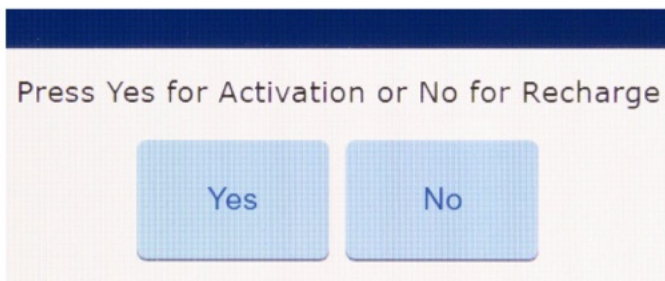 Press Yes for Activation or No for Recharge
Yes
No